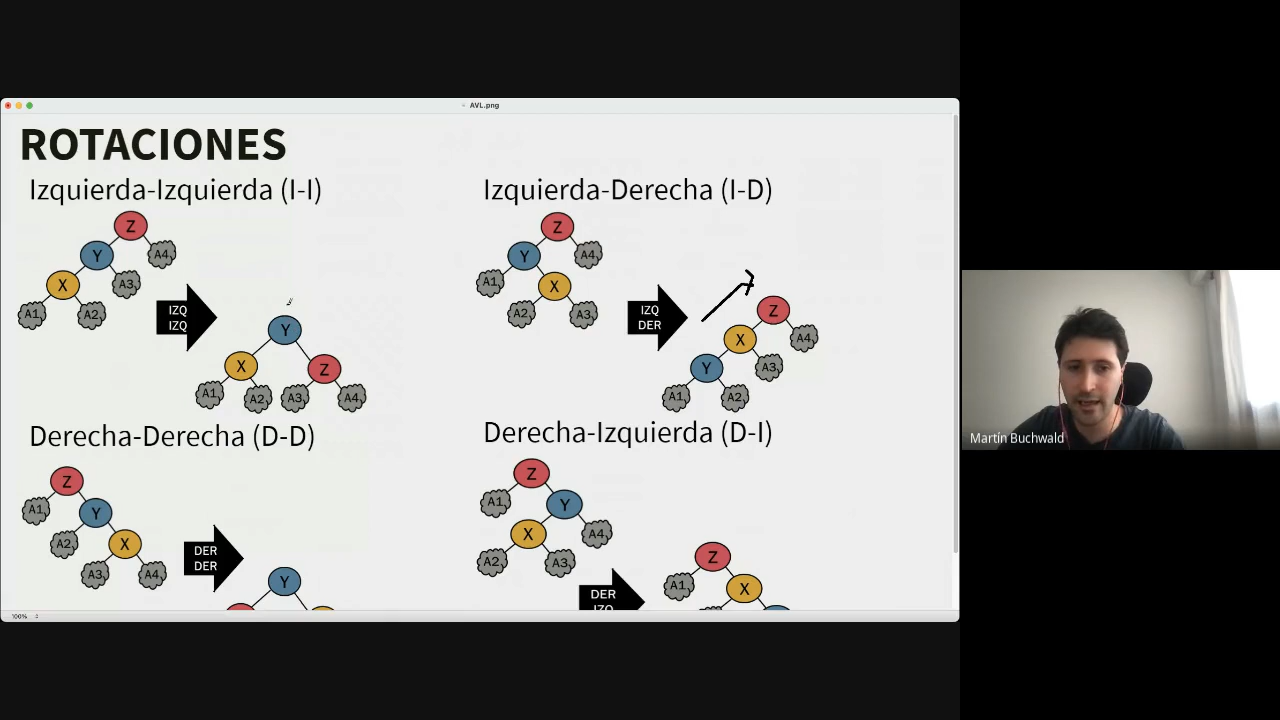 AVL.png
ROTACIONES
Izquierda-Izquierda (I-I)
Z
Y
A4
X
A3
A1
A2
IZQ
IZQ
Y
X
Z
A1
A2
A3
A4
Izquierda-Derecha (I-D)
Z
Y
A4
A1
X
A2
A3
IZQ
DER
Z
X
A4
Y
A3
A1
A2
Derecha-Derecha (D-D)
Z
A1
Y
A2
X
A3
A4
DER
DER
Y
Derecha-Izquierda (D-I)
Z
A1
Y
X
A4
A2
A3
DER
IZQ
Z
A1
X
100%
Martín Buchwald